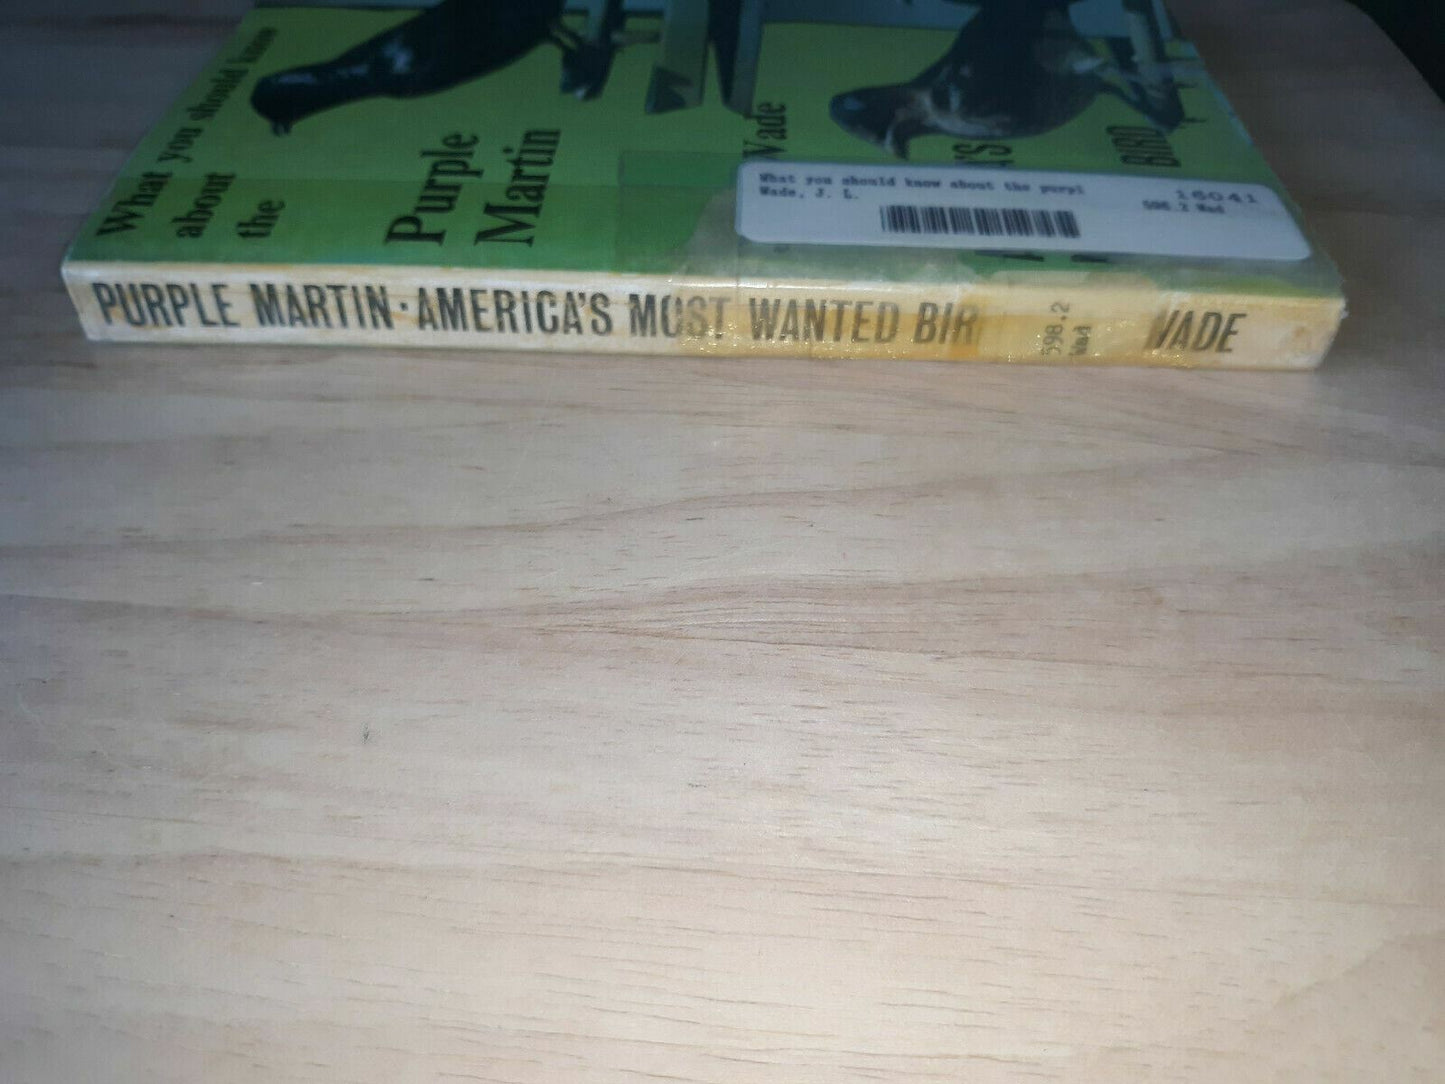 What you should know
about
the
Purple
Martin
Wade
BIRD
What you should know about the purpl
Wade, J. L.
16041
598.2 Wad
PURPLE MARTIN · AMERICA'S MOST WANTED BIR
598.2
Wad
WADE